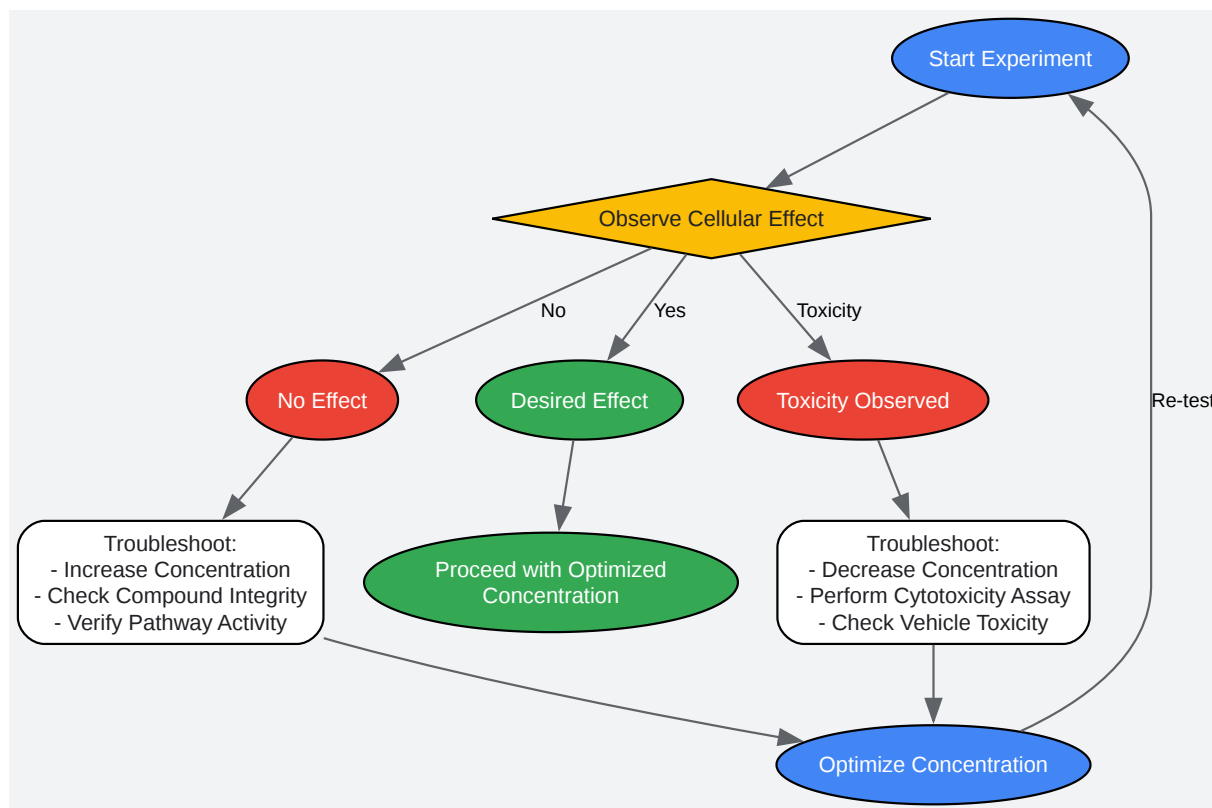 Start Experiment
Observe Cellular Effect
No
Yes
Toxicity
No Effect
Desired Effect
Toxicity Observed
Re-test
Troubleshoot:
- Increase Concentration
- Check Compound Integrity
- Verify Pathway Activity
Proceed with Optimized
Concentration
Troubleshoot:
- Decrease Concentration
- Perform Cytotoxicity Assay
- Check Vehicle Toxicity
Optimize Concentration